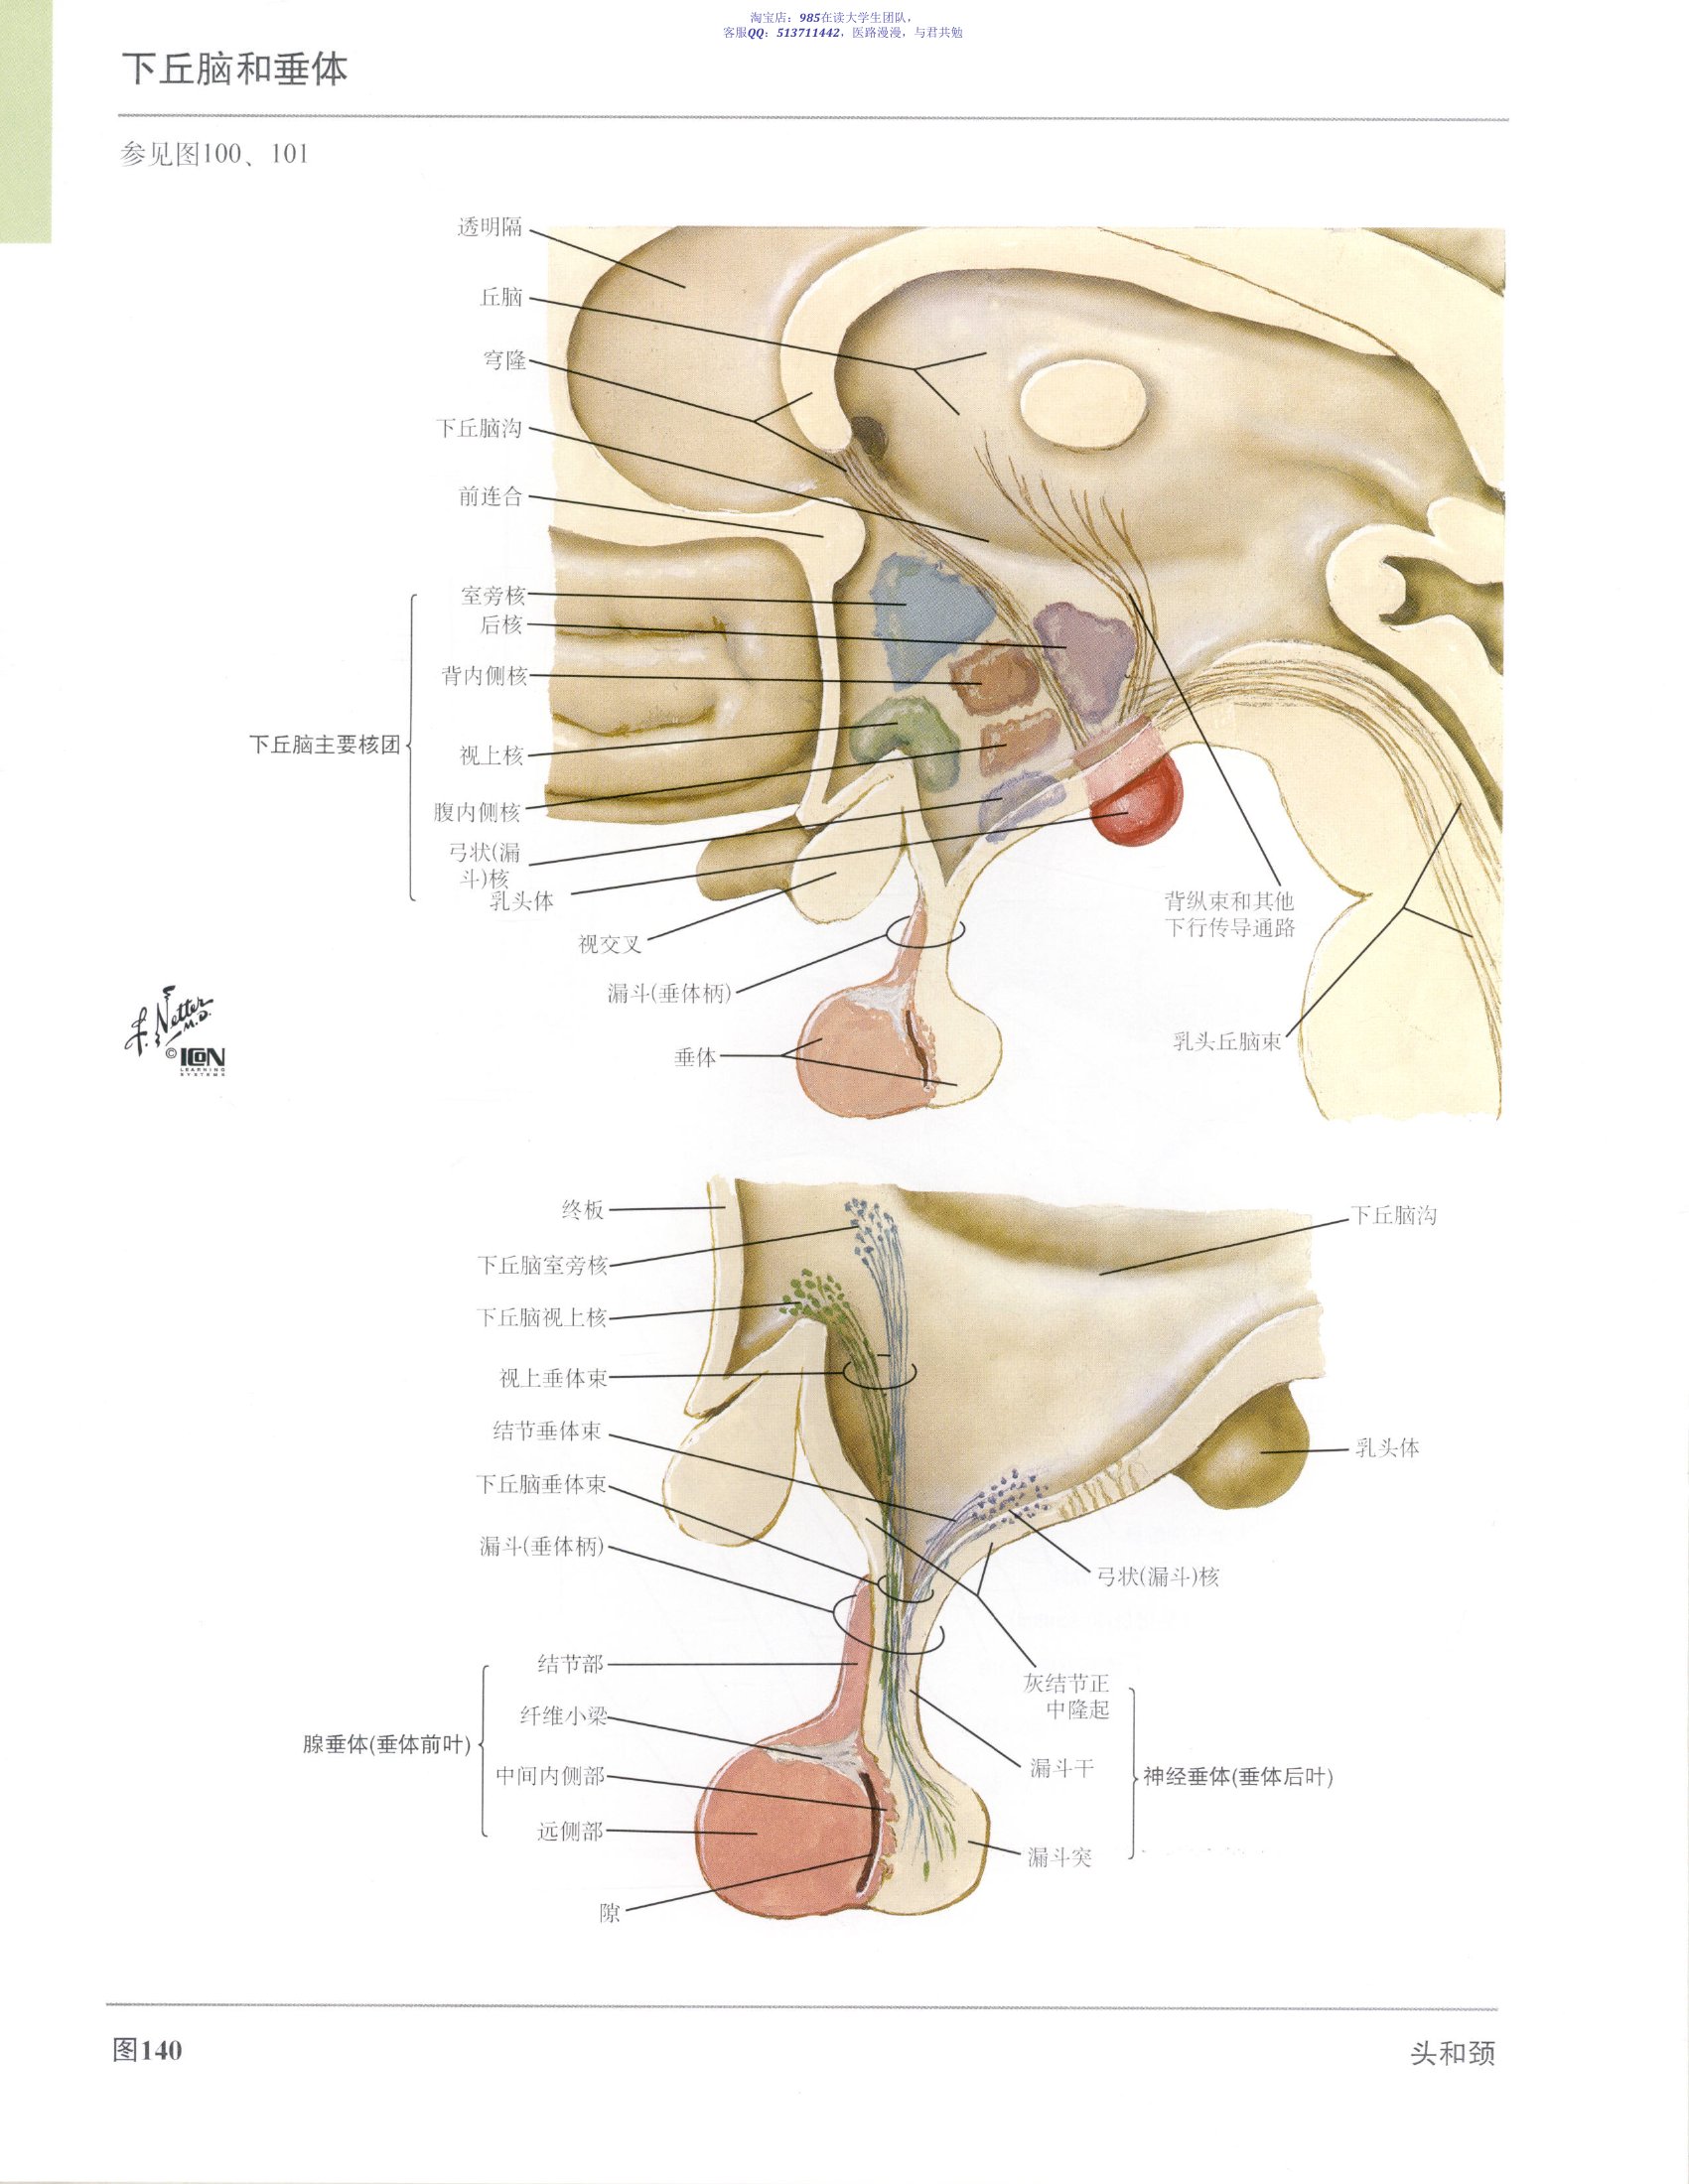 淘宝店：985在读大学生团队，
客服QQ：513711442，医路漫漫，与君共勉
下丘脑和垂体
参见图100、101
透明隔
丘脑
穹隆
下丘脑沟
前连合
室旁核
后核
背内侧核
下丘脑主要核团
视上核
腹内侧核
弓状(漏
斗)核
乳头体
视交叉
漏斗(垂体柄)
垂体
背纵束和其他
下行传导通路
乳头丘脑束
F. Netter
M.D.
© ICON
LEARNING
SYSTEMS
终板
下丘脑室旁核
下丘脑视上核
视上垂体束
结节垂体束
下丘脑垂体束
漏斗(垂体柄)
结节部
纤维小梁
腺垂体(垂体前叶)
中间内侧部
远侧部
隙
下丘脑沟
乳头体
弓状(漏斗)核
灰结节正
中隆起
漏斗干
神经垂体(垂体后叶)
漏斗突
图140
头和颈